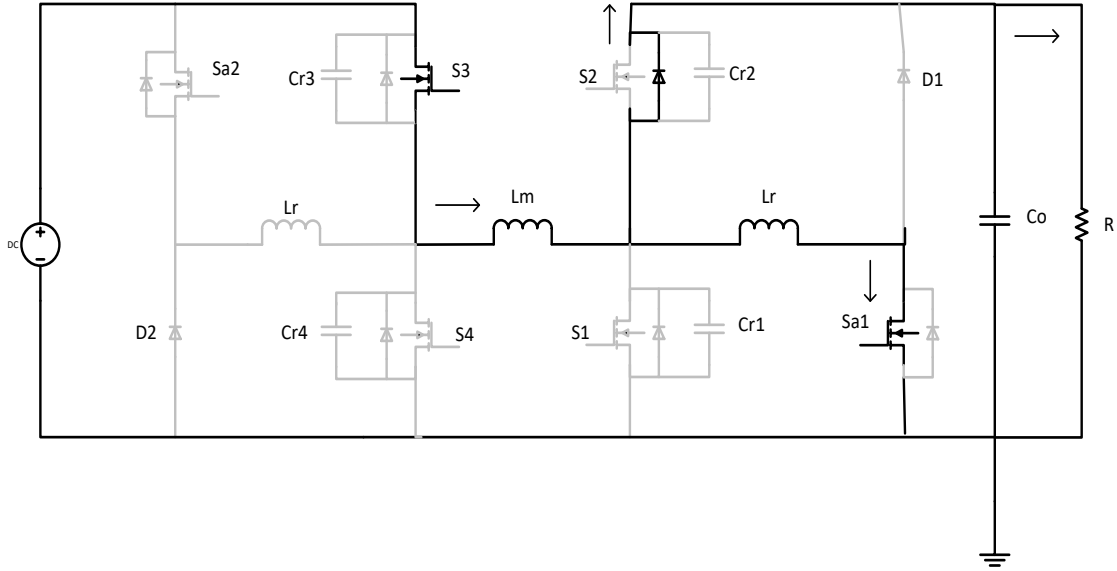 Sa2
Cr3
S3
S2
Cr2
D1
Lr
Lm
Lr
Co
R
DC
+
−
D2
Cr4
S4
S1
Cr1
Sa1